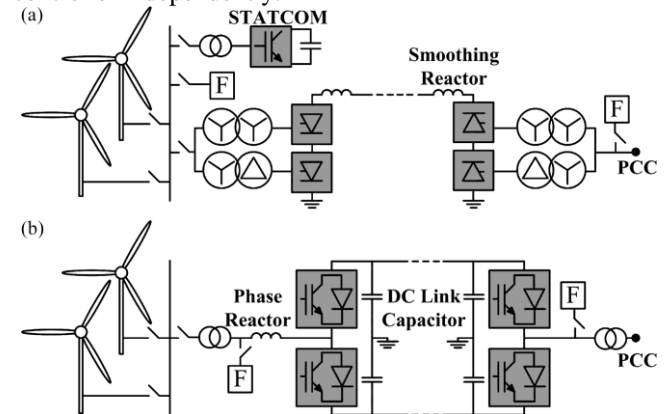 (a)
STATCOM
F
Smoothing
Reactor
F
PCC
(b)
Phase
Reactor
DC Link
Capacitor
F
F
PCC